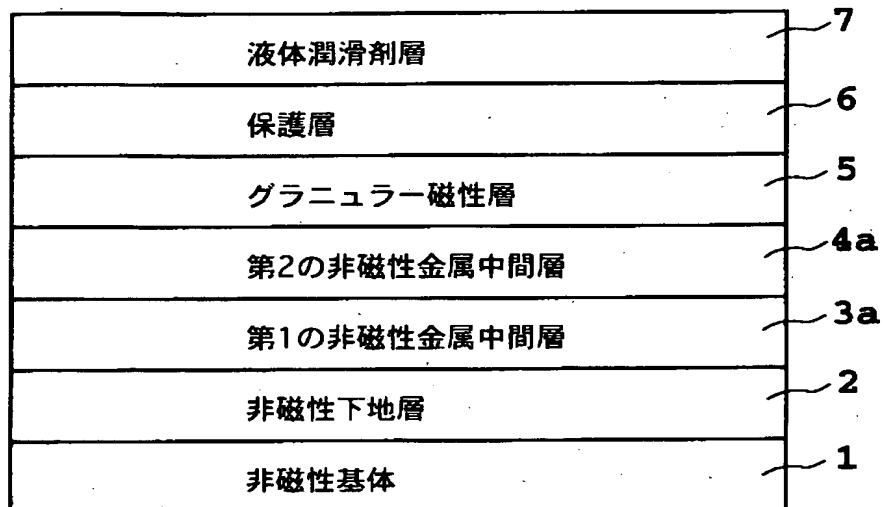 液体潤滑剤層 7
保護層 6
グラニュラー磁性層 5
第2の非磁性金属中間層 4a
第1の非磁性金属中間層 3a
非磁性下地層 2
非磁性基体 1